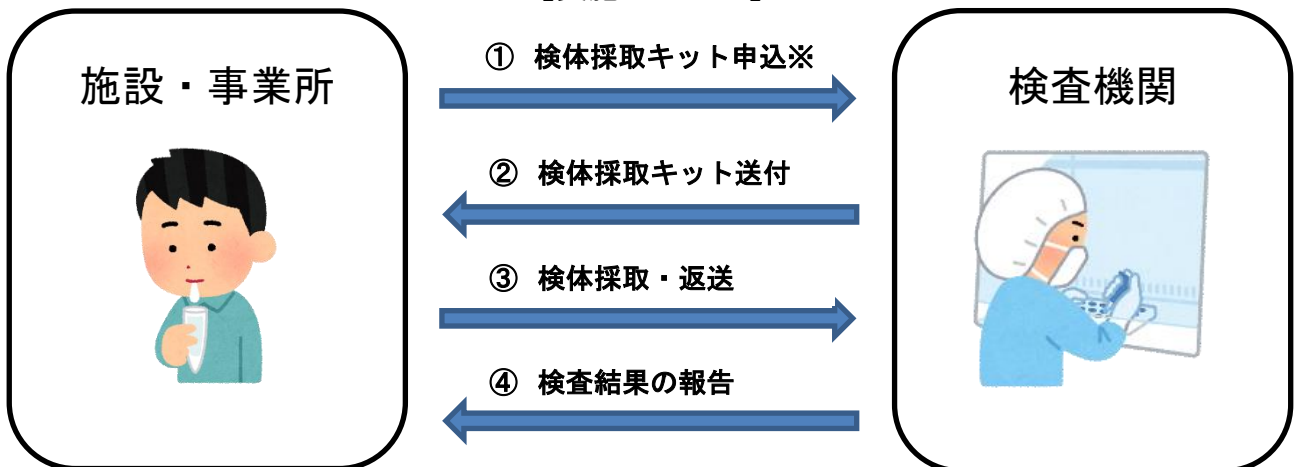 施設・事業所
① 検体採取キット申込※
② 検体採取キット送付
③ 検体採取・返送
④ 検査結果の報告
検査機関